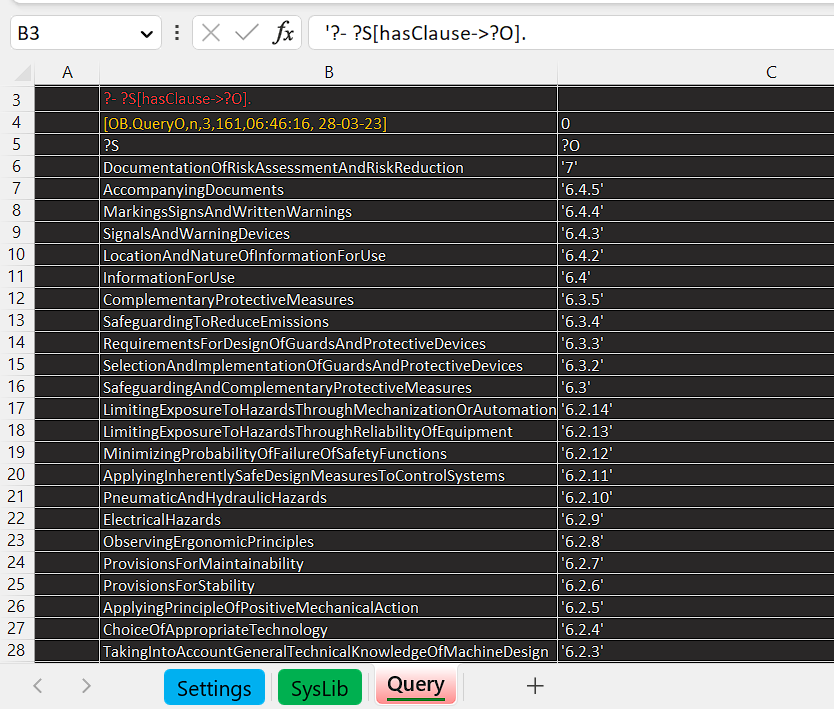 B3 '?- ?S[hasClause->?O].
A B C
3 ?- ?S[hasClause->?O].
4 [OB.QueryO,n,3,161,06:46:16, 28-03-23] 0
5 ?S ?O
6 DocumentationOfRiskAssessmentAndRiskReduction '7'
7 AccompanyingDocuments '6.4.5'
8 MarkingsSignsAndWrittenWarnings '6.4.4'
9 SignalsAndWarningDevices '6.4.3'
10 LocationAndNatureOfInformationForUse '6.4.2'
11 InformationForUse '6.4'
12 ComplementaryProtectiveMeasures '6.3.5'
13 SafeguardingToReduceEmissions '6.3.4'
14 RequirementsForDesignOfGuardsAndProtectiveDevices '6.3.3'
15 SelectionAndImplementationOfGuardsAndProtectiveDevices '6.3.2'
16 SafeguardingAndComplementaryProtectiveMeasures '6.3'
17 LimitingExposureToHazardsThroughMechanizationOrAutomation '6.2.14'
18 LimitingExposureToHazardsThroughReliabilityOfEquipment '6.2.13'
19 MinimizingProbabilityOfFailureOfSafetyFunctions '6.2.12'
20 ApplyingInherentlySafeDesignMeasuresToControlSystems '6.2.11'
21 PneumaticAndHydraulicHazards '6.2.10'
22 ElectricalHazards '6.2.9'
23 ObservingErgonomicPrinciples '6.2.8'
24 ProvisionsForMaintainability '6.2.7'
25 ProvisionsForStability '6.2.6'
26 ApplyingPrincipleOfPositiveMechanicalAction '6.2.5'
27 ChoiceOfAppropriateTechnology '6.2.4'
28 TakingIntoAccountGeneralTechnicalKnowledgeOfMachineDesign '6.2.3'
Settings SysLib Query